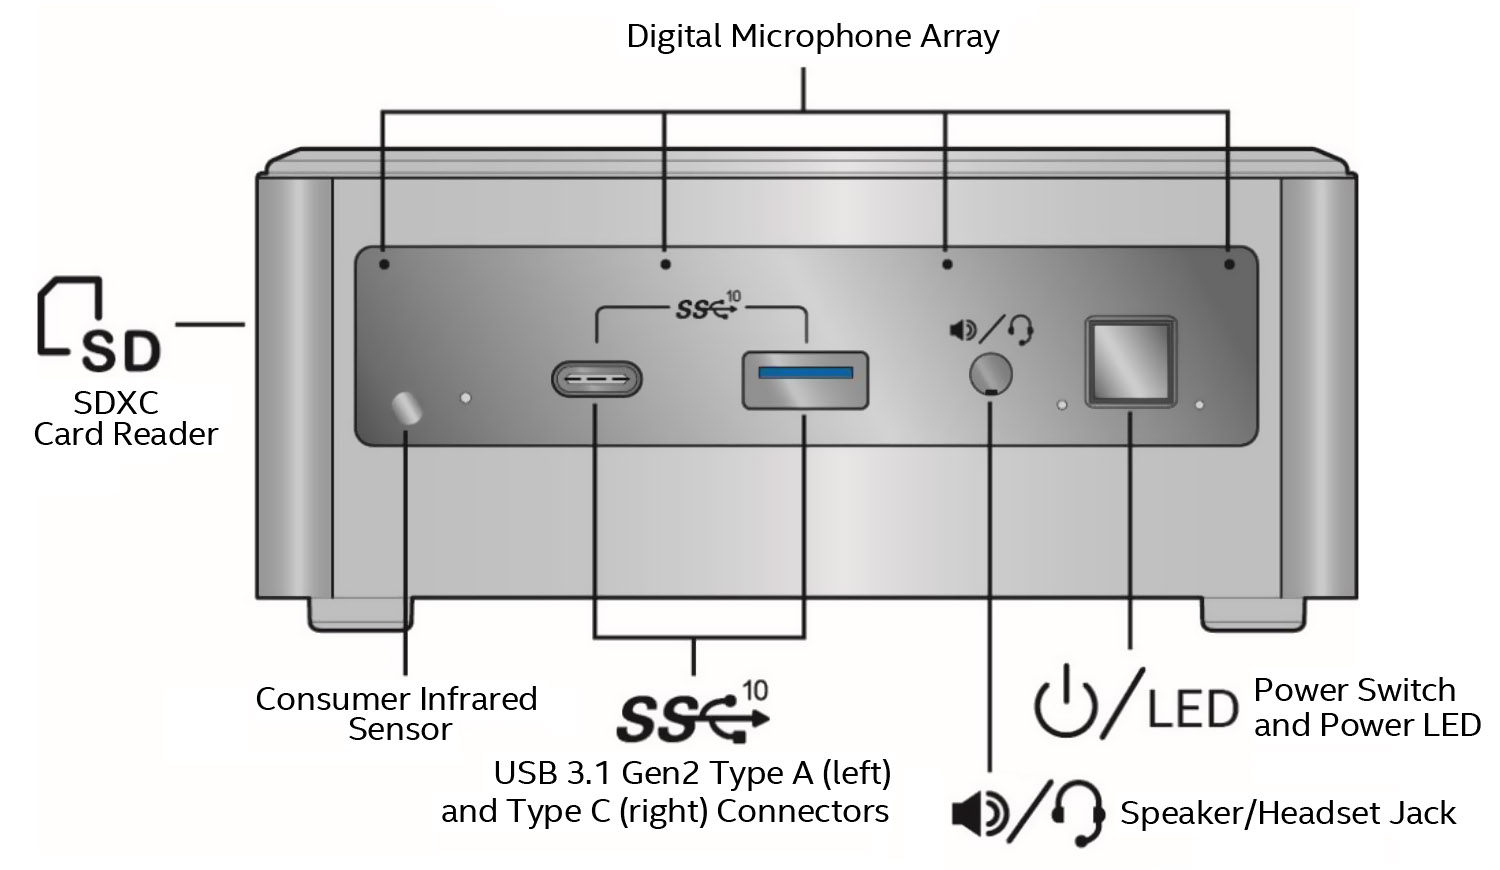 Digital Microphone Array
SS 10
SD
SDXC
Card Reader
Consumer Infrared
Sensor
SS 10
USB 3.1 Gen2 Type A (left)
and Type C (right) Connectors
/LED
Power Switch
and Power LED
Speaker/Headset Jack